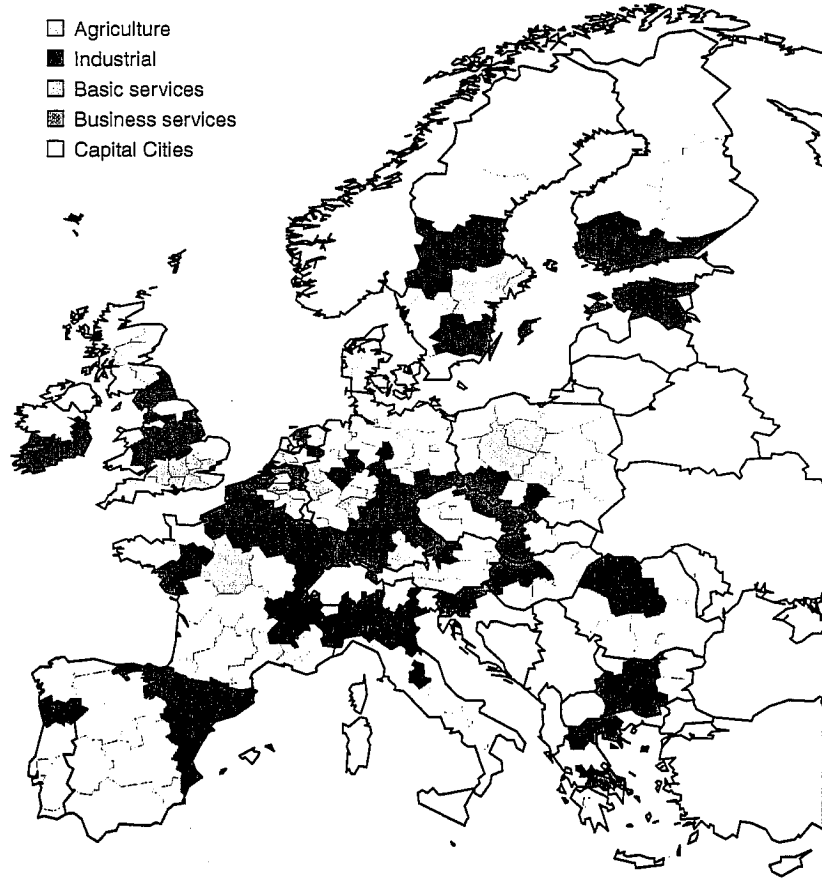 Agriculture
Industrial
Basic services
Business services
Capital Cities